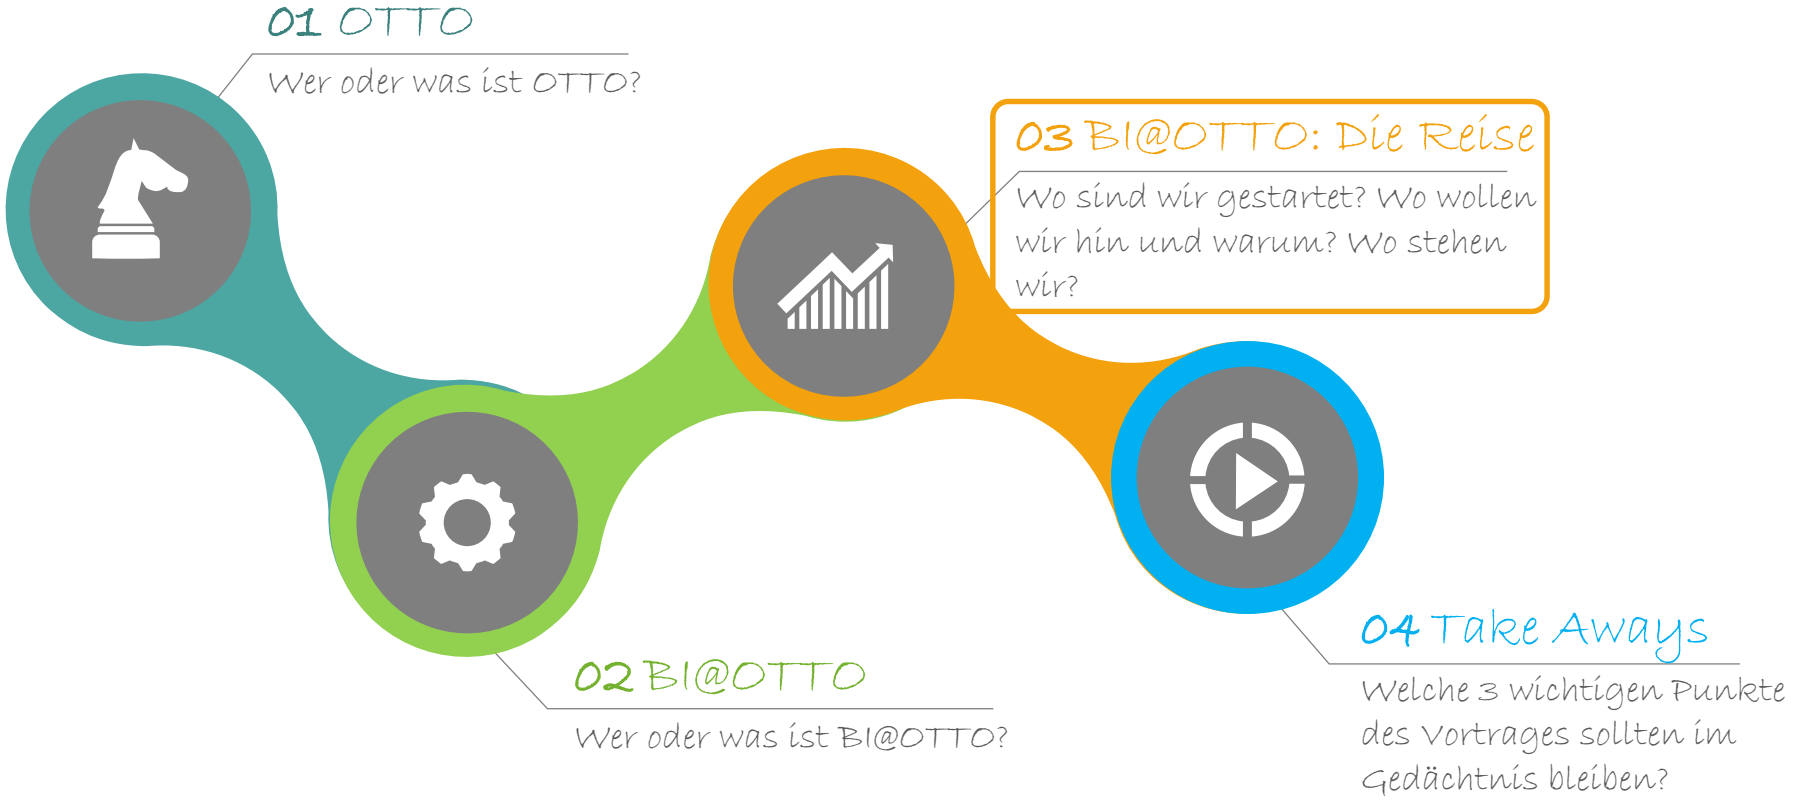 01 OTTO
Wer oder was ist OTTO?
03 BI@OTTO: Die Reise
Wo sind wir gestartet? Wo wollen
wir hin und warum? Wo stehen
wir?
02 BI@OTTO
Wer oder was ist BI@OTTO?
04 Take Aways
Welche 3 wichtigen Punkte
des Vortrages sollten im
Gedächtnis bleiben?